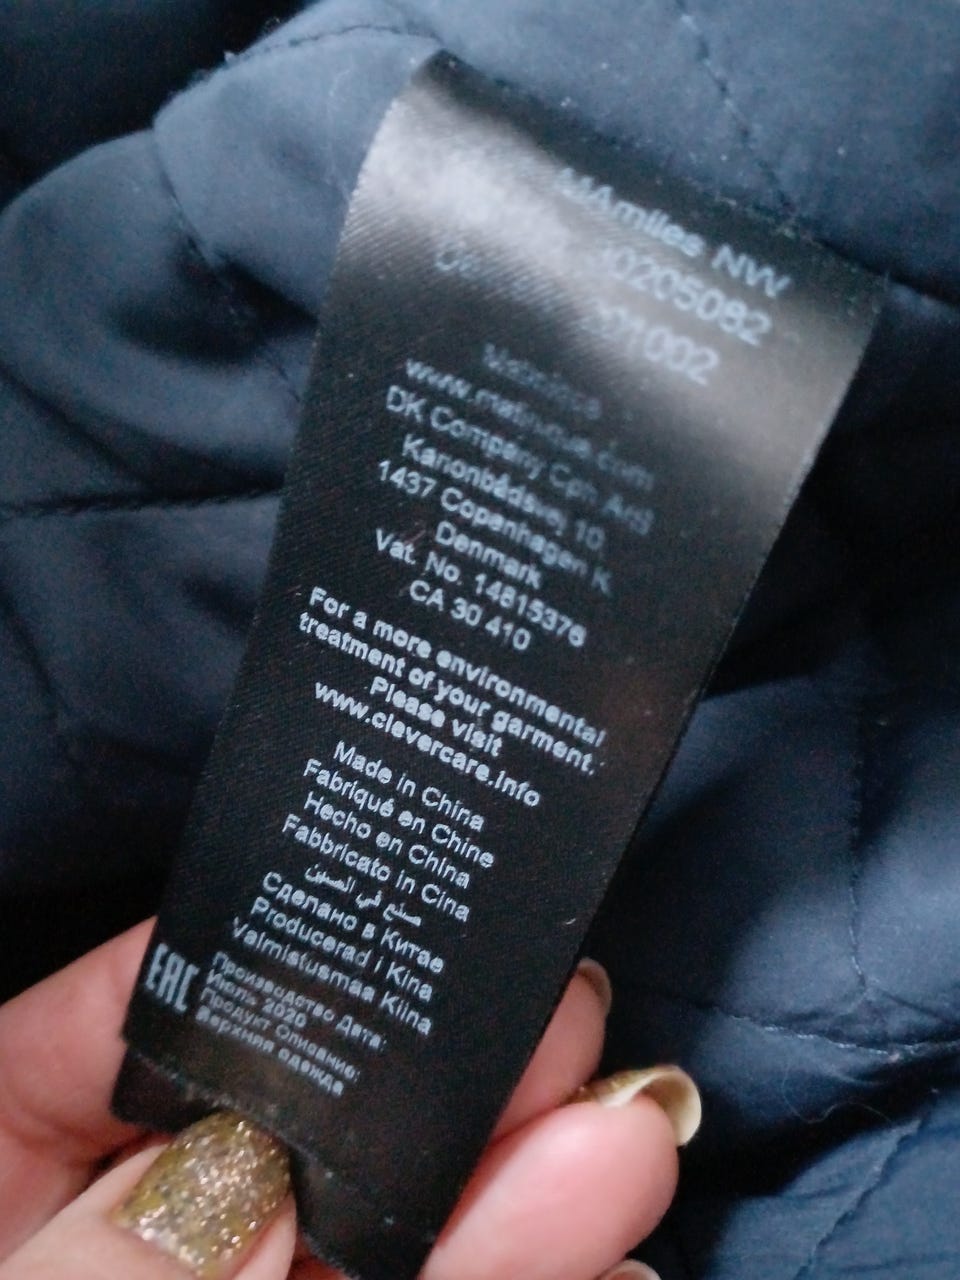 MAmiles NW
30205082
201002
Matinique
www.matinique.com
DK Company Cph A\S
Kanonbådsvej 10,
1437 Copenhagen K
Denmark
Vat. No. 14815376
CA 30 410
For a more environmental
treatment of your garment.
Please visit
www.clevercare.info
Made in China
Fabriqué en Chine
Hecho en China
Fabbricato in Cina
صنع في الصين
Сделано в Китае
Producerad i Kina
Valmistusmaa Kiina
EAC
Производство Дата:
Июль 2020
Продукт Описание:
Верхняя одежда